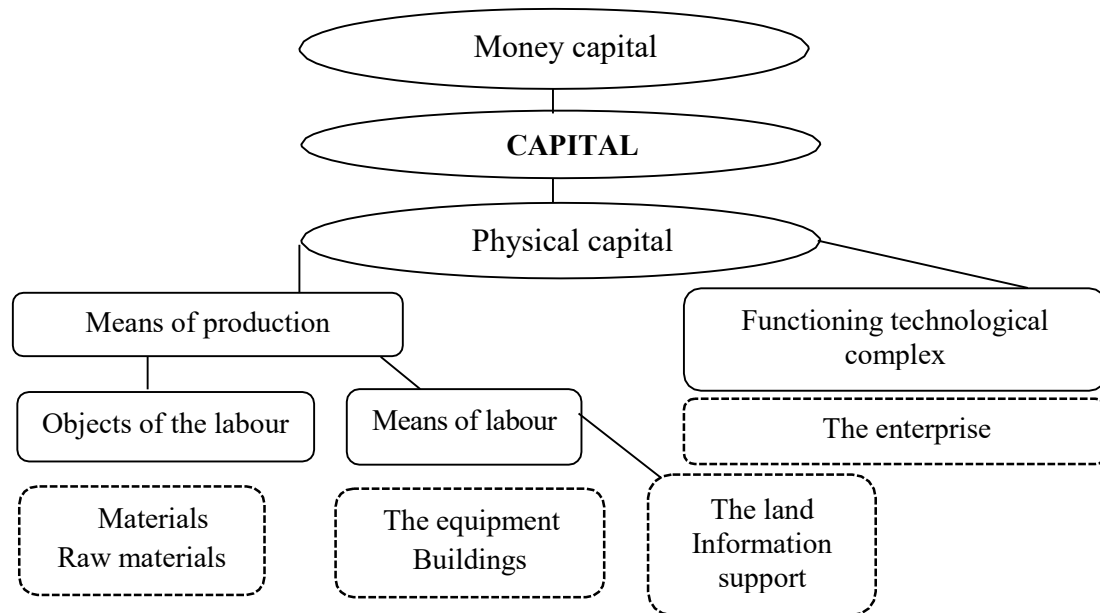 Money capital
CAPITAL
Physical capital
Means of production
Functioning technological
complex
Objects of the labour
Means of labour
The enterprise
Materials
Raw materials
The equipment
Buildings
The land
Information
support